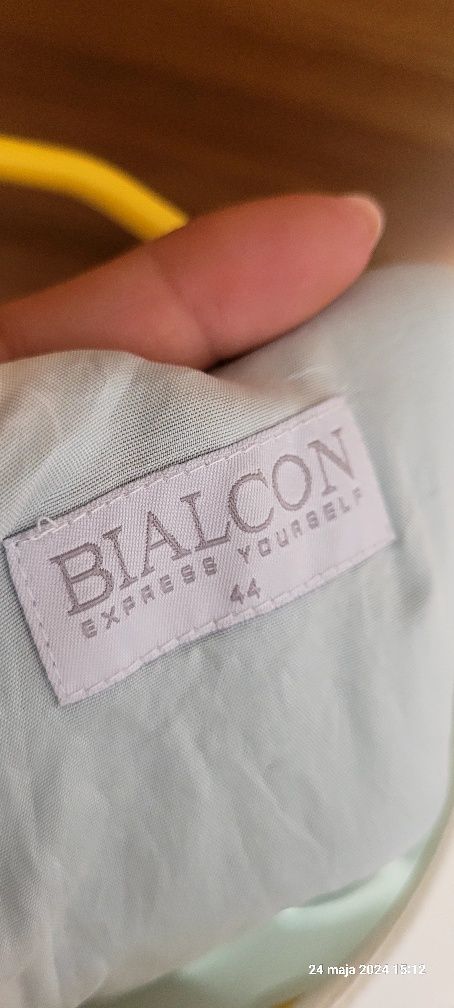 BIALCON
EXPRESS YOURSELF
44
24 maja 2024 15:12